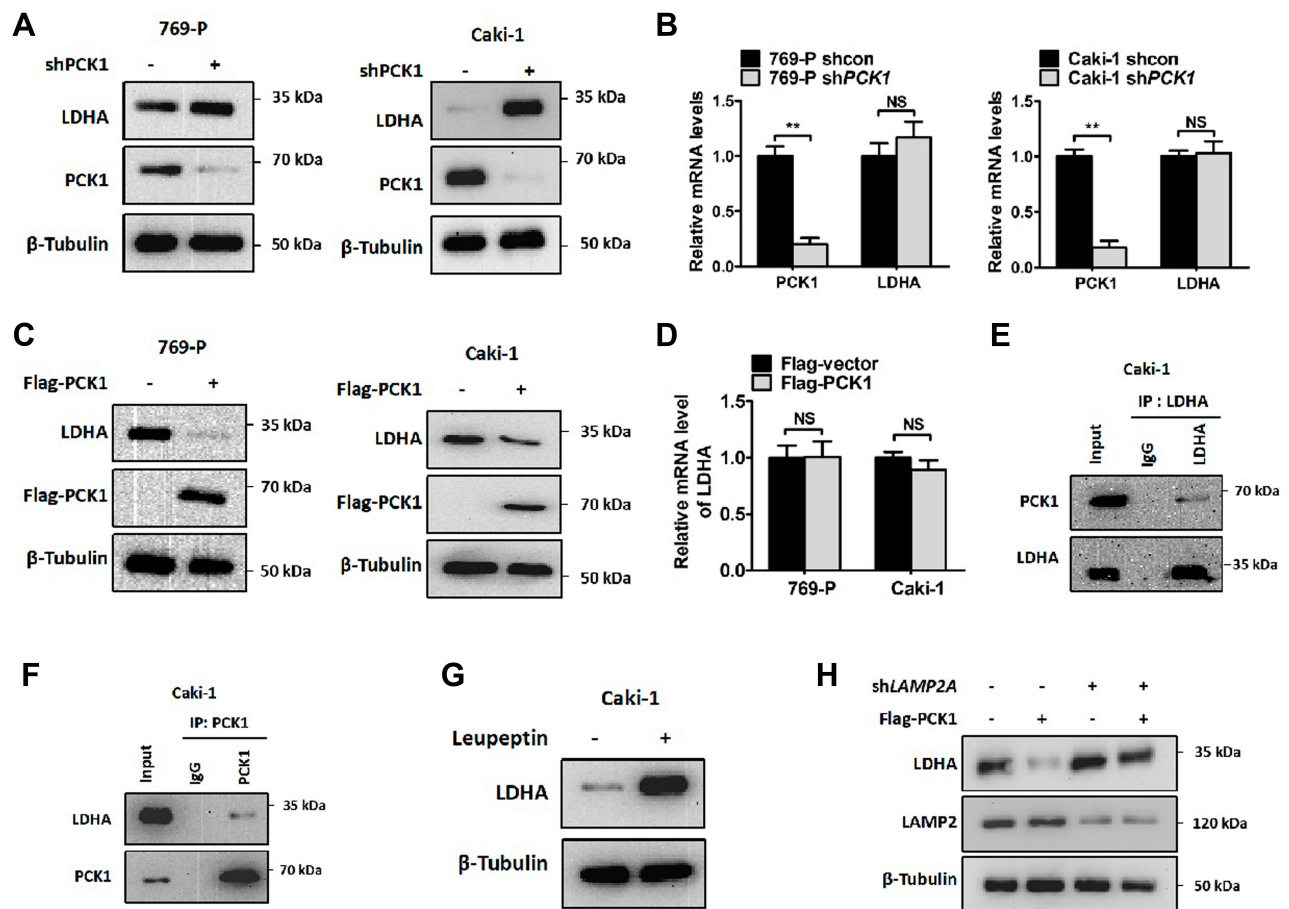 A
769-P
shPCK1 - +
LDHA
35 kDa
PCK1
70 kDa
β-Tubulin
50 kDa
Caki-1
shPCK1 - +
LDHA
35 kDa
PCK1
70 kDa
β-Tubulin
50 kDa
B
769-P shcon
769-P shPCK1
Relative mRNA levels
1.5
1.0
0.5
0.0
**
NS
PCK1 LDHA
Caki-1 shcon
Caki-1 shPCK1
Relative mRNA levels
1.5
1.0
0.5
0.0
**
NS
PCK1 LDHA
C
769-P
Flag-PCK1 - +
LDHA
35 kDa
Flag-PCK1
70 kDa
β-Tubulin
50 kDa
Caki-1
Flag-PCK1 - +
LDHA
35 kDa
Flag-PCK1
70 kDa
β-Tubulin
50 kDa
D
Flag-vector
Flag-PCK1
Relative mRNA level
of LDHA
1.5
1.0
0.5
0.0
NS
NS
769-P Caki-1
E
Caki-1
IP : LDHA
Input IgG LDHA
PCK1
70 kDa
LDHA
35 kDa
F
Caki-1
IP: PCK1
Input IgG PCK1
LDHA
35 kDa
PCK1
70 kDa
G
Caki-1
Leupeptin - +
LDHA
β-Tubulin
H
shLAMP2A - - + +
Flag-PCK1 - + - +
LDHA
35 kDa
LAMP2
120 kDa
β-Tubulin
50 kDa